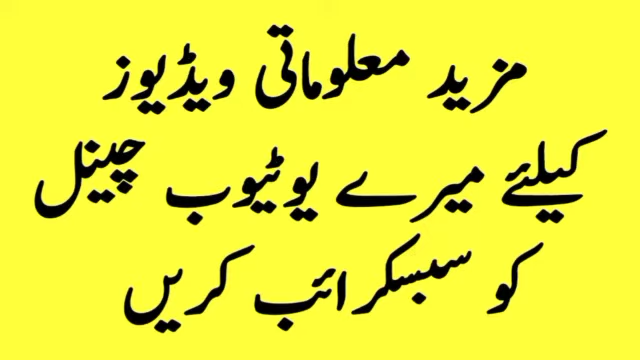 مزید معلوماتی ویڈیوز
کیلئے میرے یوٹیوب چینل
کو سبسکرائب کریں